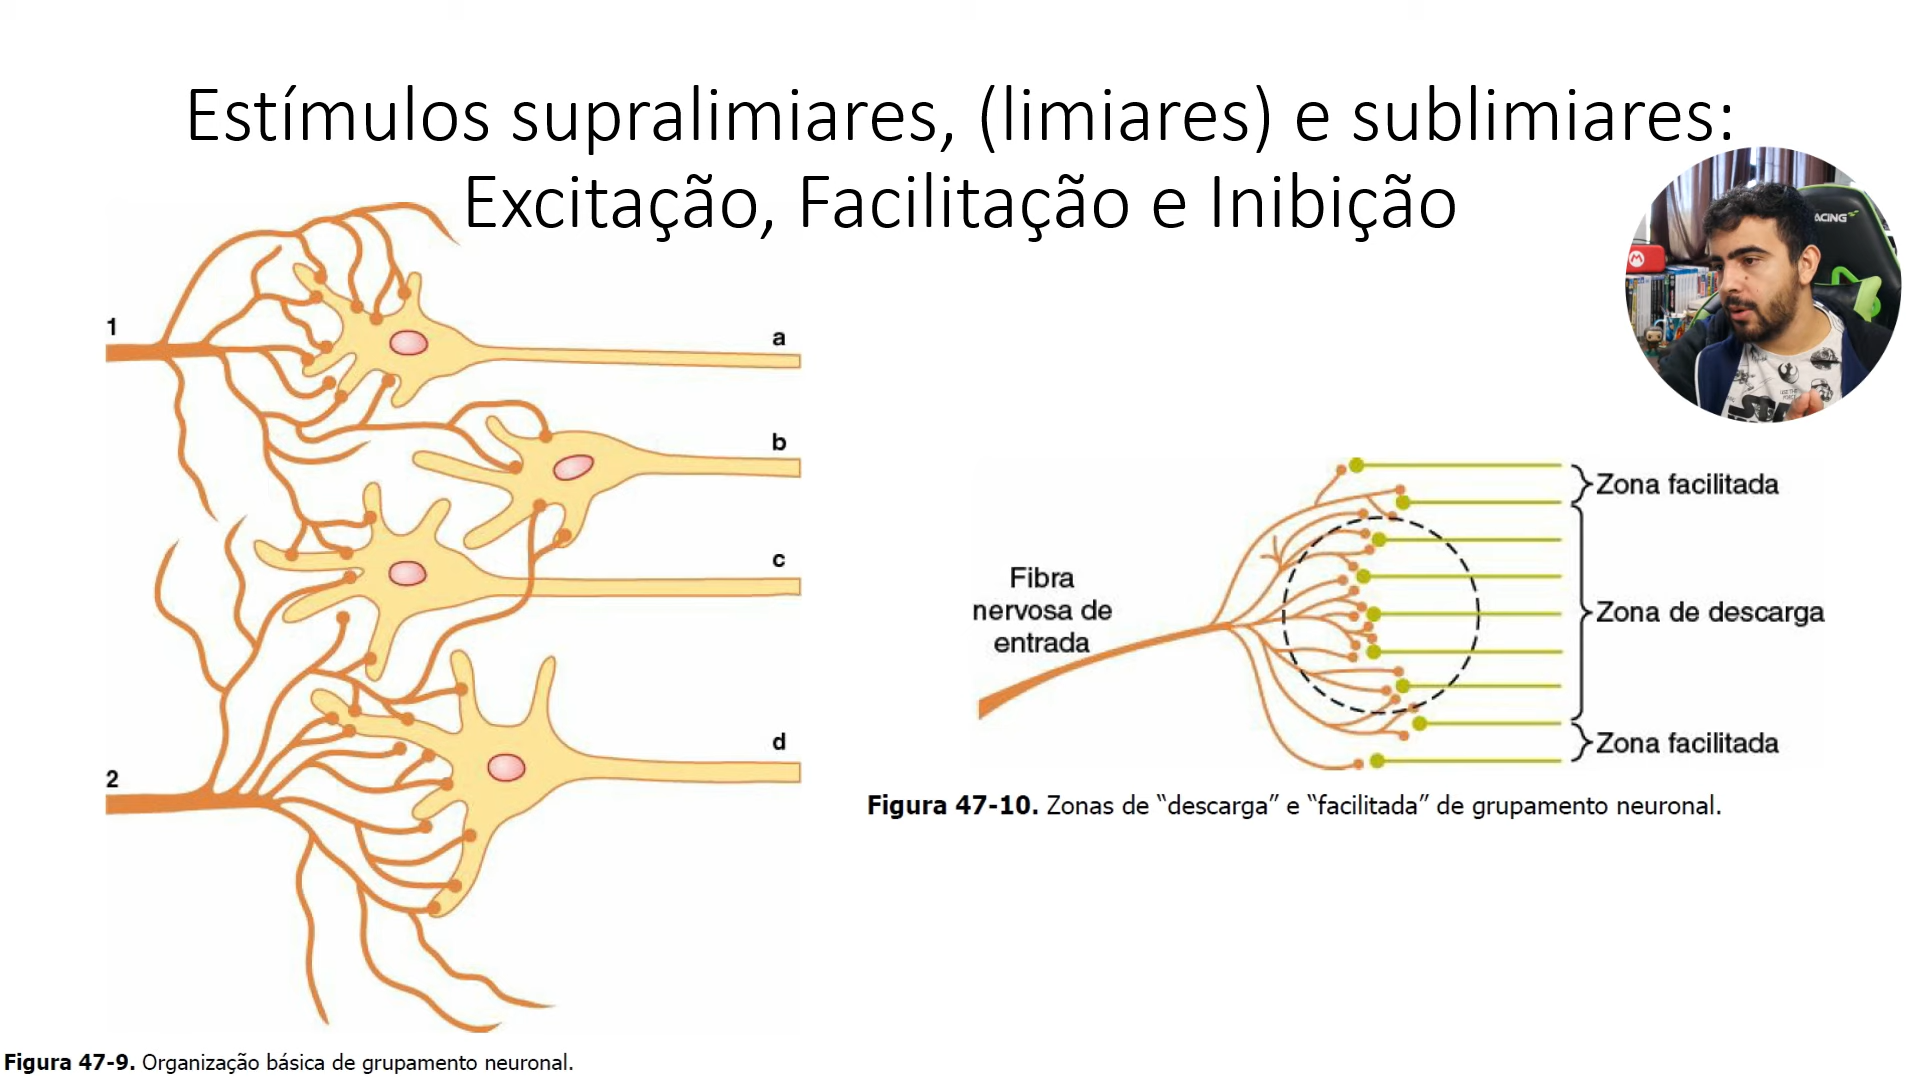 Estímulos supralimiares, (limiares) e sublimiares:
Excitação, Facilitação e Inibição
ACING
1
a
b
c
d
2
Figura 47-9. Organização básica de grupamento neuronal.
Fibra
nervosa de
entrada
Zona facilitada
Zona de descarga
Zona facilitada
Figura 47-10. Zonas de “descarga” e “facilitada” de grupamento neuronal.